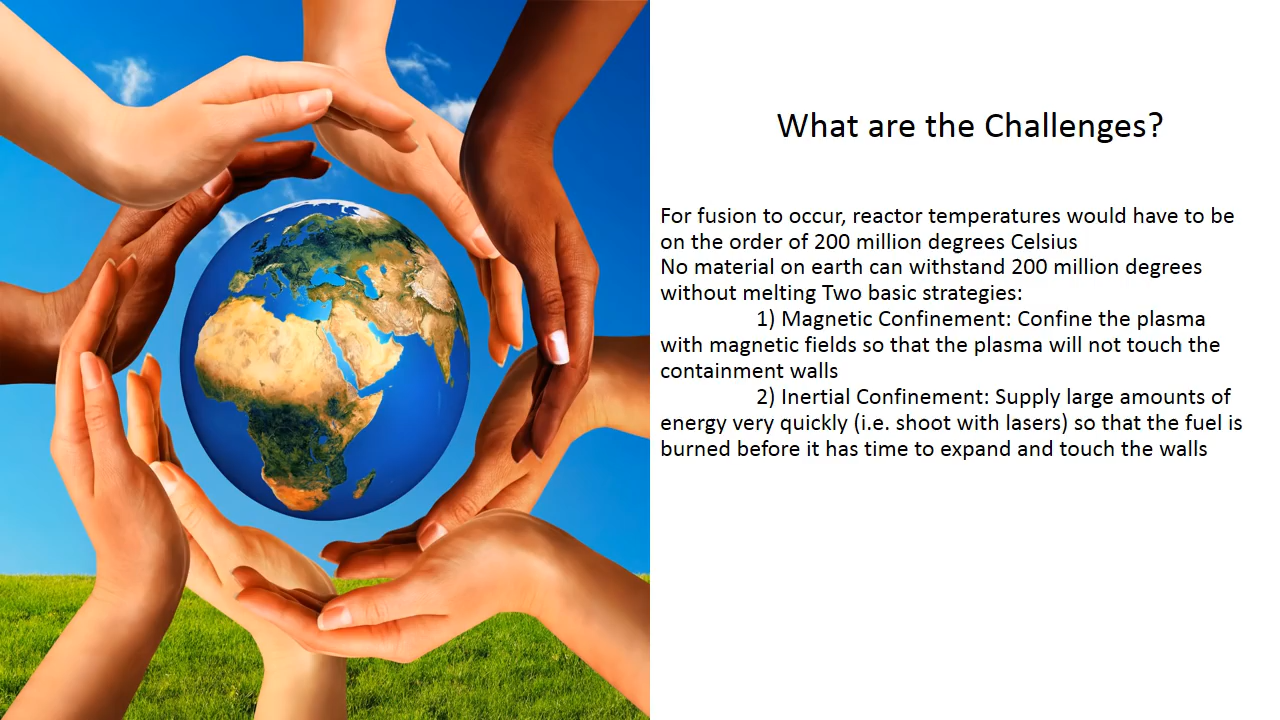 What are the Challenges?
For fusion to occur, reactor temperatures would have to be
on the order of 200 million degrees Celsius
No material on earth can withstand 200 million degrees
without melting Two basic strategies:
1) Magnetic Confinement: Confine the plasma
with magnetic fields so that the plasma will not touch the
containment walls
2) Inertial Confinement: Supply large amounts of
energy very quickly (i.e. shoot with lasers) so that the fuel is
burned before it has time to expand and touch the walls